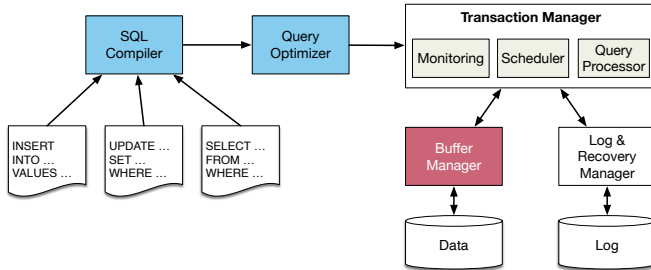 SQL
Compiler
Query
Optimizer
Transaction Manager
Monitoring
Scheduler
Query
Processor
INSERT
INTO …
VALUES …
UPDATE …
SET …
WHERE …
SELECT …
FROM …
WHERE …
Buffer
Manager
Log &
Recovery
Manager
Data
Log